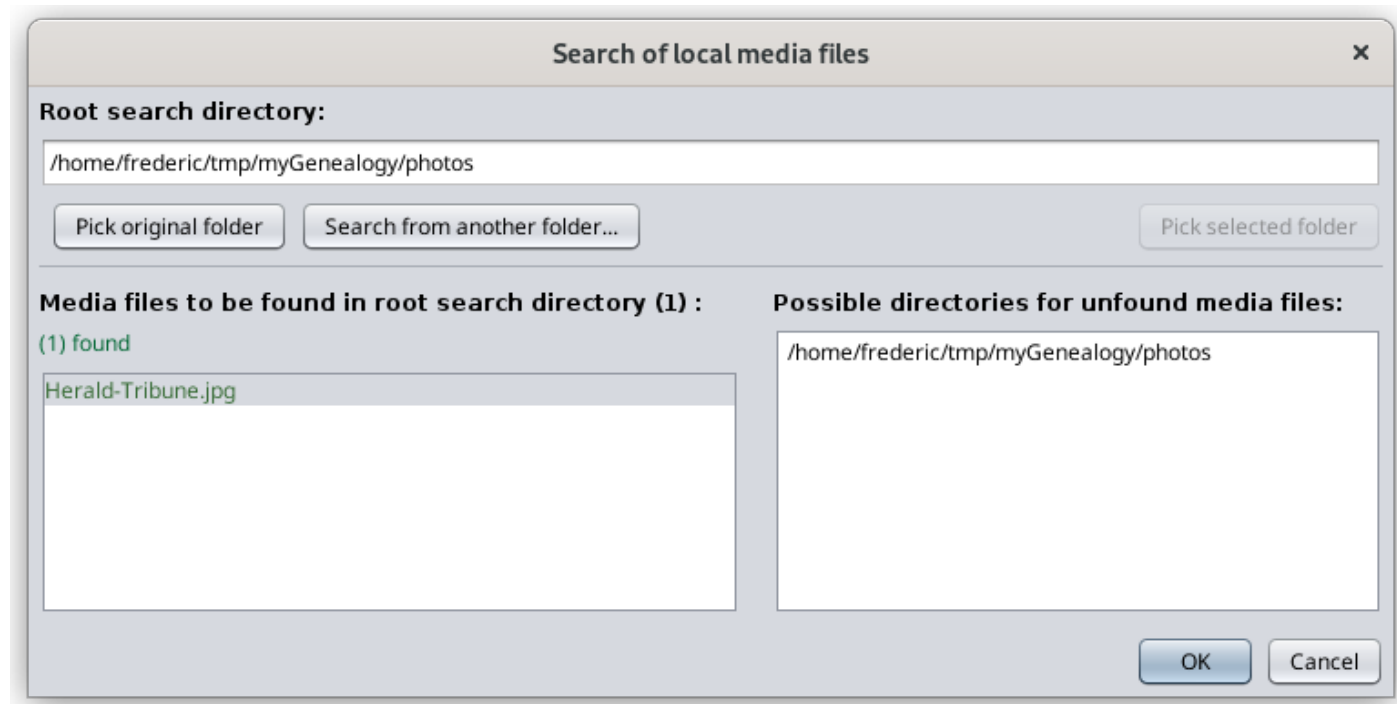 Search of local media files
×
Root search directory:
/home/frederic/tmp/myGenealogy/photos
Pick original folder
Search from another folder...
Pick selected folder
Media files to be found in root search directory (1) :
(1) found
Herald-Tribune.jpg
Possible directories for unfound media files:
/home/frederic/tmp/myGenealogy/photos
OK
Cancel